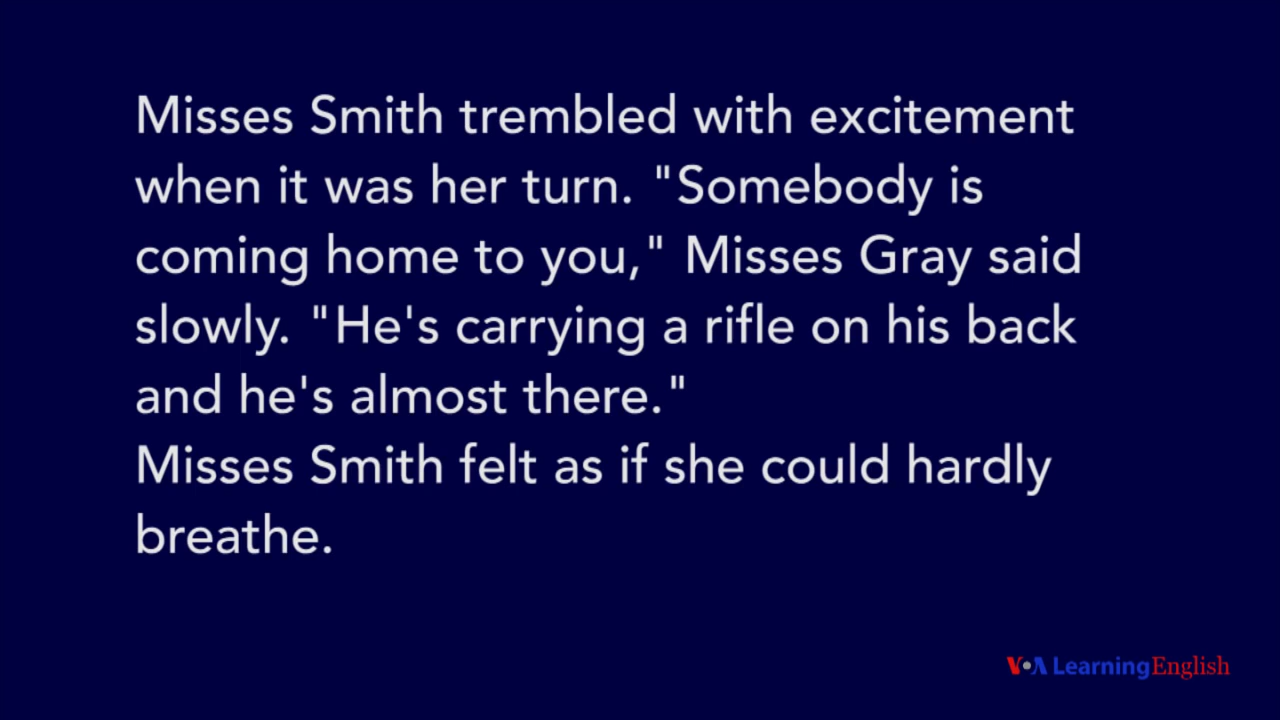 Misses Smith trembled with excitement
when it was her turn. "Somebody is
coming home to you," Misses Gray said
slowly. "He's carrying a rifle on his back
and he's almost there."
Misses Smith felt as if she could hardly
breathe.
VOA Learning English